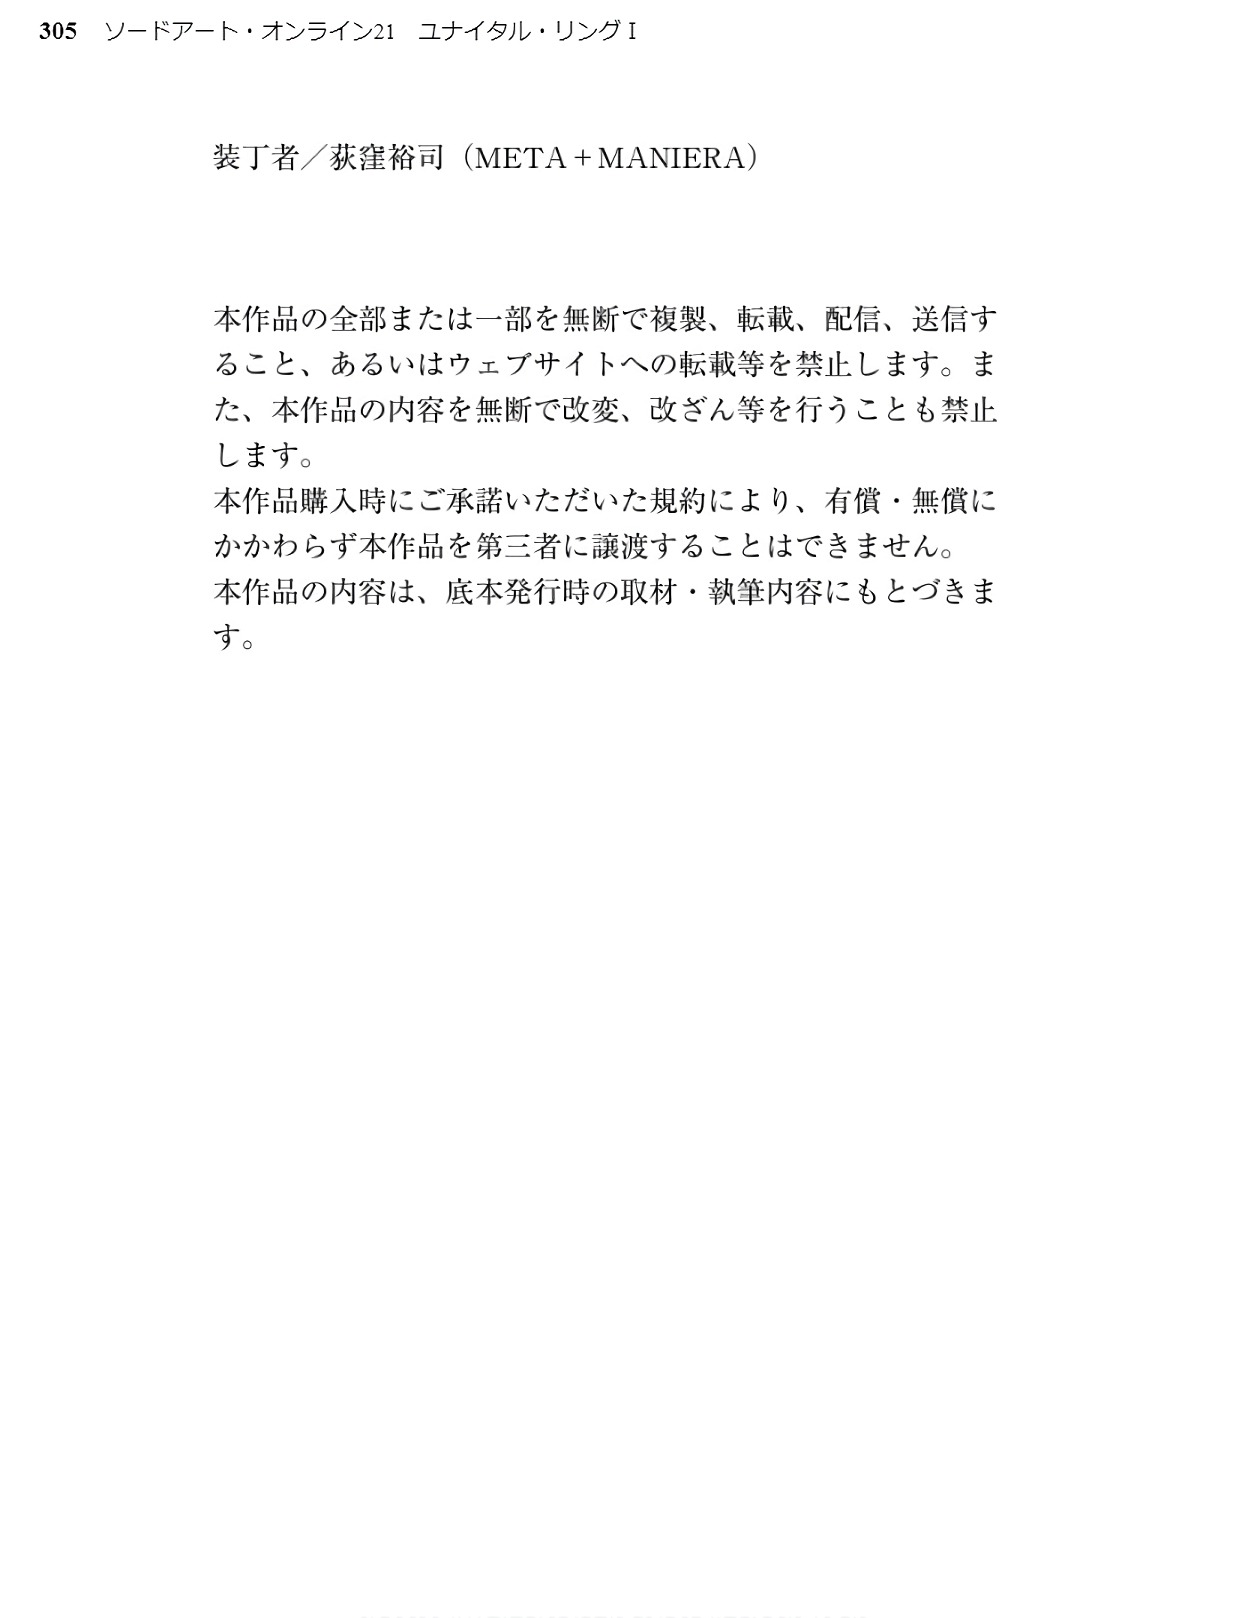 305 ソードアート・オンライン21 ユナイタル・リングⅠ
装丁者／荻窪裕司（META＋MANIERA）
本作品の全部または一部を無断で複製、転載、配信、送信す
ること、あるいはウェブサイトへの転載等を禁止します。ま
た、本作品の内容を無断で改変、改ざん等を行うことも禁止
します。
本作品購入時にご承諾いただいた規約により、有償・無償に
かかわらず本作品を第三者に譲渡することはできません。
本作品の内容は、底本発行時の取材・執筆内容にもとづきま
す。